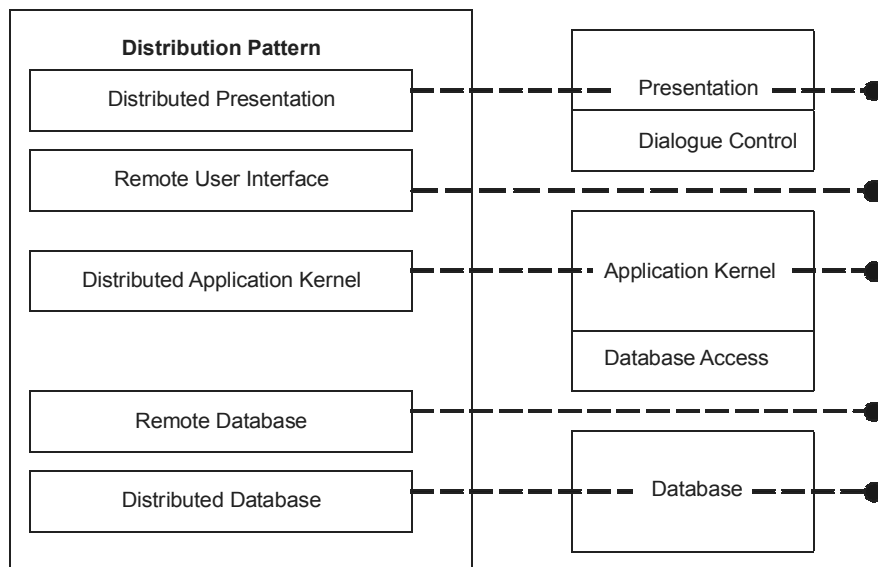 Distribution Pattern
Distributed Presentation
Remote User Interface
Distributed Application Kernel
Remote Database
Distributed Database
Presentation
Dialogue Control
Application Kernel
Database Access
Database